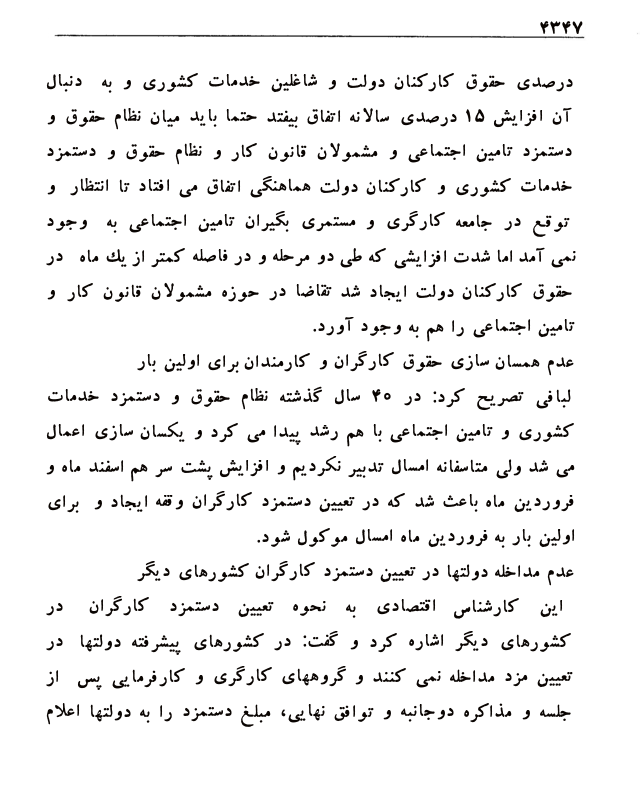 ۴۳۴۷
درصدی حقوق کارکنان دولت و شاغلین خدمات کشوری و به دنبال
آن افزایش ۱۵ درصدی سالانه اتفاق بیفتد حتما باید میان نظام حقوق و
دستمزد تامین اجتماعی و مشمولان قانون کار و نظام حقوق و دستمزد
خدمات کشوری و کارکنان دولت هماهنگی اتفاق می افتاد تا انتظار و
توقع در جامعه کارگری و مستمری بگیران تامین اجتماعی به وجود
نمی آمد اما شدت افزایشی که طی دو مرحله و در فاصله کمتر از یك ماه در
حقوق کارکنان دولت ایجاد شد تقاضا در حوزه مشمولان قانون کار و
تامین اجتماعی را هم به وجود آورد.
عدم همسان سازی حقوق کارگران و کارمندان برای اولین بار
لبافی تصریح کرد: در ۴۰ سال گذشته نظام حقوق و دستمزد خدمات
کشوری و تامین اجتماعی با هم رشد پیدا می کرد و یکسان سازی اعمال
می شد ولی متاسفانه امسال تدبیر نکردیم و افزایش پشت سر هم اسفند ماه و
فروردین ماه باعث شد که در تعیین دستمزد کارگران وقفه ایجاد و برای
اولین بار به فروردین ماه امسال موکول شود.
عدم مداخله دولتها در تعیین دستمزد کارگران کشورهای دیگر
این کارشناس اقتصادی به نحوه تعیین دستمزد کارگران در
کشورهای دیگر اشاره کرد و گفت: در کشورهای پیشرفته دولتها در
تعیین مزد مداخله نمی کنند و گروههای کارگری و کارفرمایی پس از
جلسه و مذاکره دوجانبه و توافق نهایی، مبلغ دستمزد را به دولتها اعلام